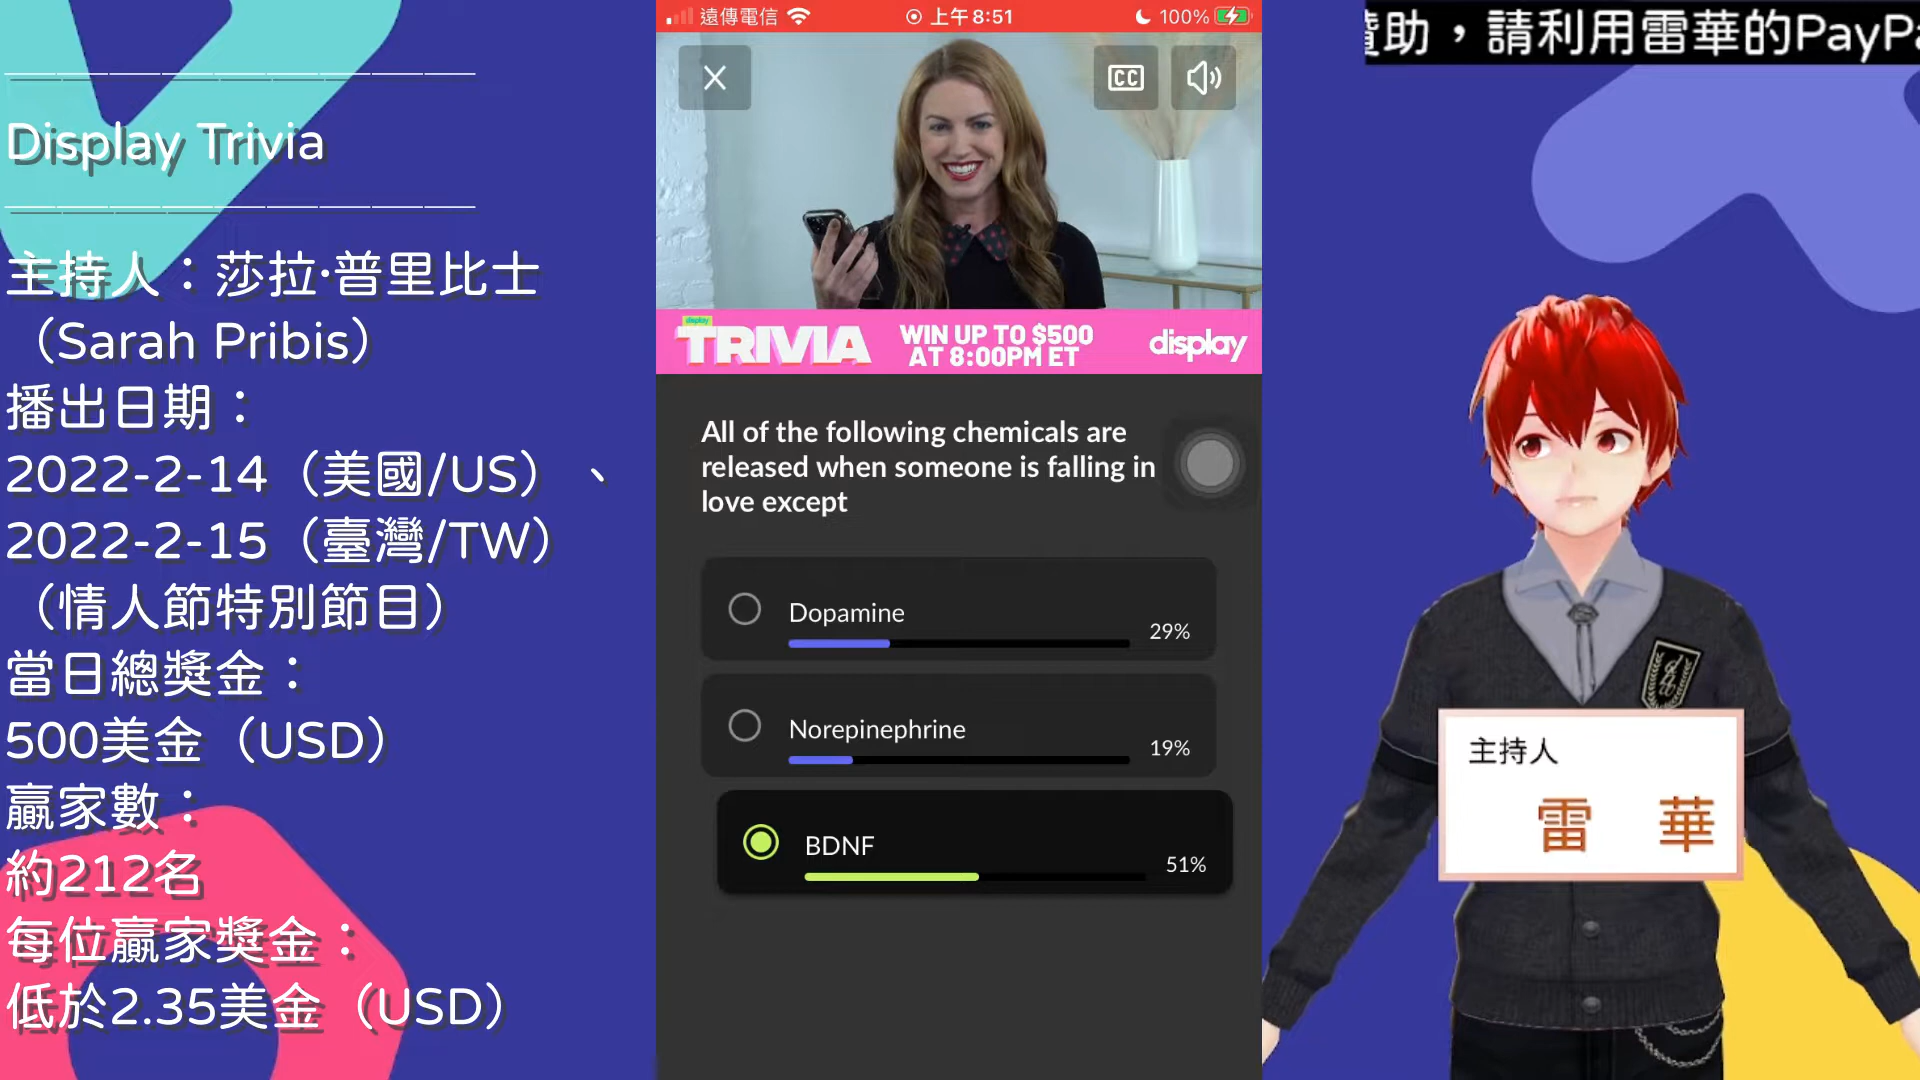 Display Trivia
主持人：莎拉·普里比士
（Sarah Pribis）
播出日期：
2022-2-14（美國/US）、
2022-2-15（臺灣/TW）
（情人節特別節目）
當日總獎金：
500美金（USD）
贏家數：
約212名
每位贏家獎金：
低於2.35美金（USD）
遠傳電信
上午8:51
100%
CC
display
TRIVIA
WIN UP TO $500
AT 8:00PM ET
display
All of the following chemicals are
released when someone is falling in
love except
Dopamine
29%
Norepinephrine
19%
BDNF
51%
助，請利用雷華的PayPa
主持人
雷 華